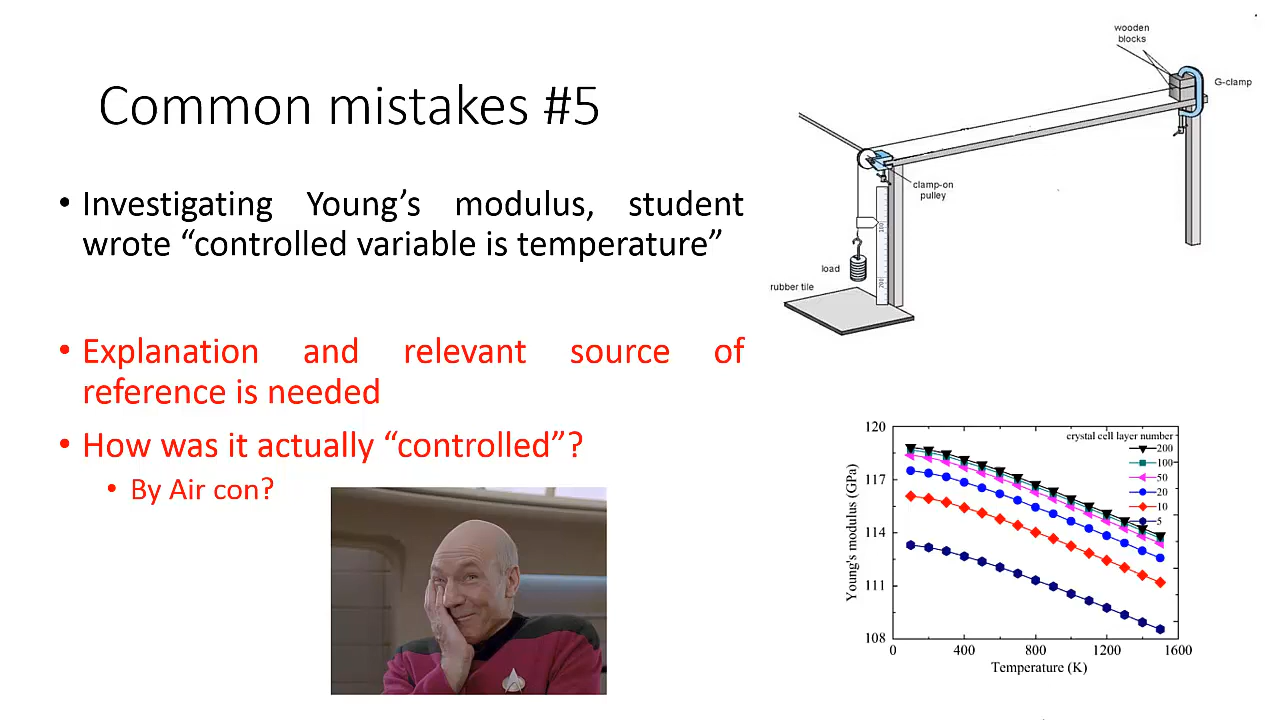 Common mistakes #5
• Investigating Young’s modulus, student
wrote “controlled variable is temperature”
• Explanation and relevant source of
reference is needed
• How was it actually “controlled”?
• By Air con?
wooden
blocks
G-clamp
clamp-on
pulley
load
rubber tile
100
200
crystal cell layer number
200
100
50
20
10
5
120
117
114
111
108
Young's modulus (GPa)
0 400 800 1200 1600
Temperature (K)